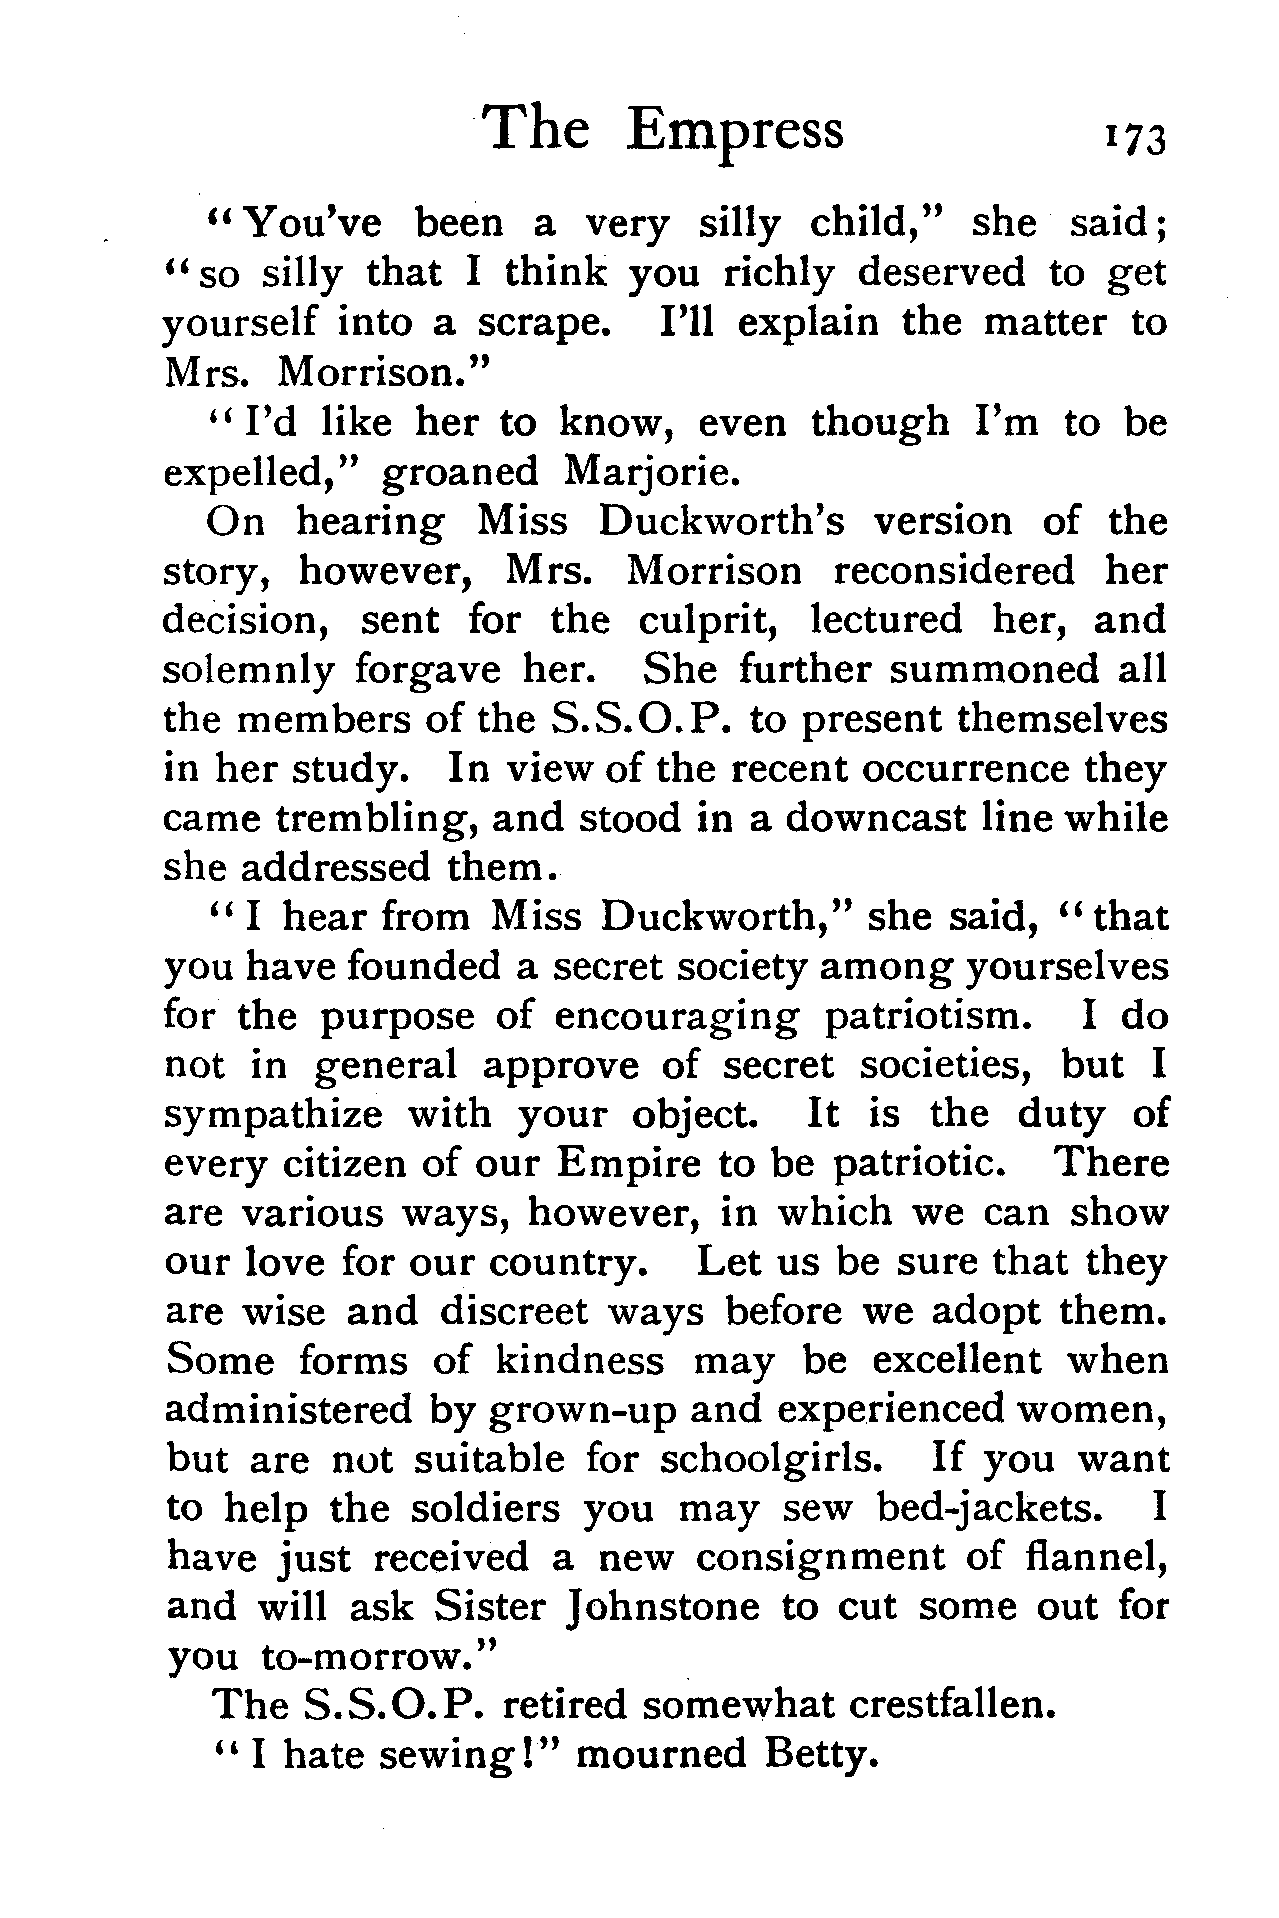 The Empress 173
"You've been a very silly child," she said;
"so silly that I think you richly deserved to get
yourself into a scrape. I'll explain the matter to
Mrs. Morrison."
"I'd like her to know, even though I'm to be
expelled," groaned Marjorie.
On hearing Miss Duckworth's version of the
story, however, Mrs. Morrison reconsidered her
decision, sent for the culprit, lectured her, and
solemnly forgave her. She further summoned all
the members of the S.S.O.P. to present themselves
in her study. In view of the recent occurrence they
came trembling, and stood in a downcast line while
she addressed them.
"I hear from Miss Duckworth," she said, "that
you have founded a secret society among yourselves
for the purpose of encouraging patriotism. I do
not in general approve of secret societies, but I
sympathize with your object. It is the duty of
every citizen of our Empire to be patriotic. There
are various ways, however, in which we can show
our love for our country. Let us be sure that they
are wise and discreet ways before we adopt them.
Some forms of kindness may be excellent when
administered by grown-up and experienced women,
but are not suitable for schoolgirls. If you want
to help the soldiers you may sew bed-jackets. I
have just received a new consignment of flannel,
and will ask Sister Johnstone to cut some out for
you to-morrow."
The S.S.O.P. retired somewhat crestfallen.
"I hate sewing!" mourned Betty.